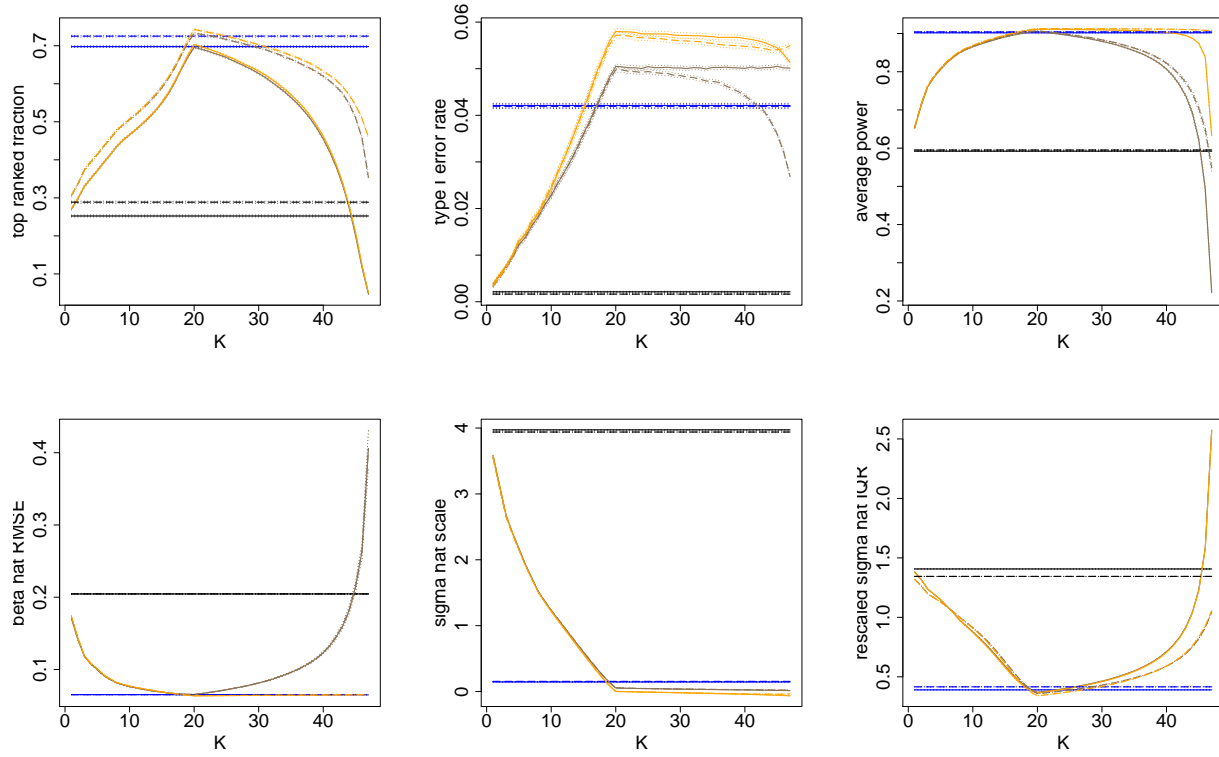 top ranked fraction
0.1 0.3 0.5 0.7
0 10 20 30 40
K
type I error rate
0.00 0.02 0.04 0.06
0 10 20 30 40
K
average power
0.2 0.4 0.6 0.8
0 10 20 30 40
K
beta hat RMSE
0.1 0.2 0.3 0.4
0 10 20 30 40
K
sigma hat scale
0 1 2 3 4
0 10 20 30 40
K
rescaled sigma hat IQR
0.5 1.0 1.5 2.0 2.5
0 10 20 30 40
K